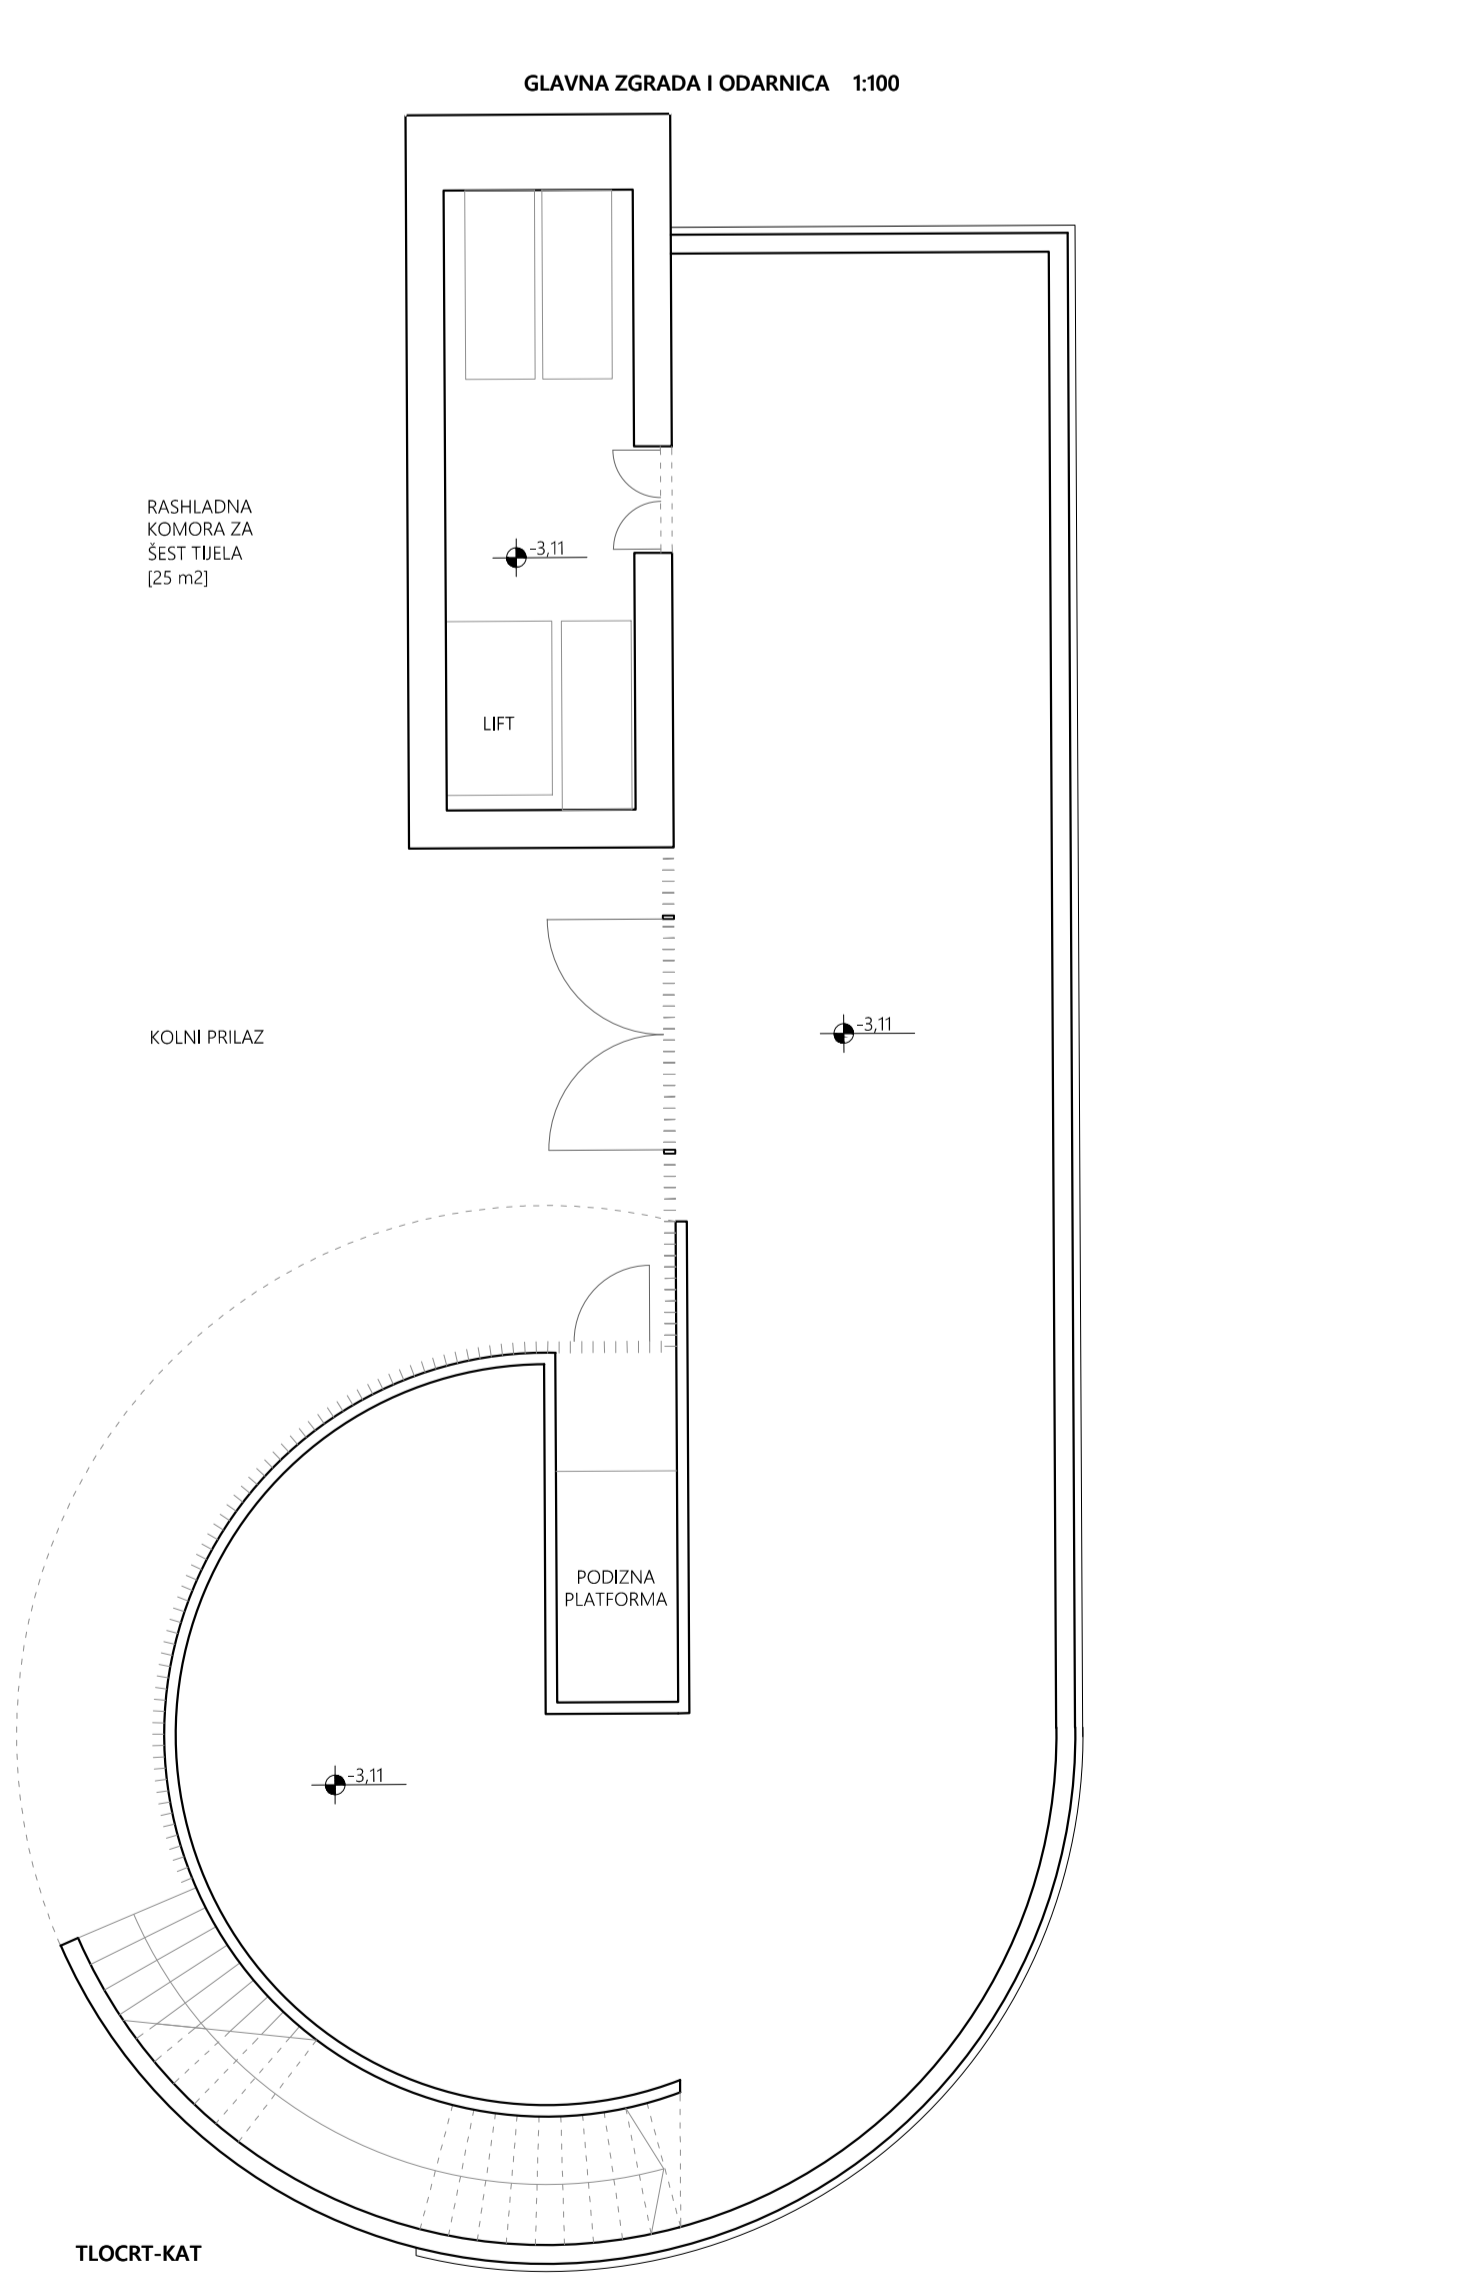 GLAVNA ZGRADA I ODARNICA 1:100
RASHLADNA
KOMORA ZA
ŠEST TIJELA
[25 m2]
-3,11
LIFT
KOLNI PRILAZ
-3,11
PODIZNA
PLATFORMA
-3,11
TLOCRT-KAT